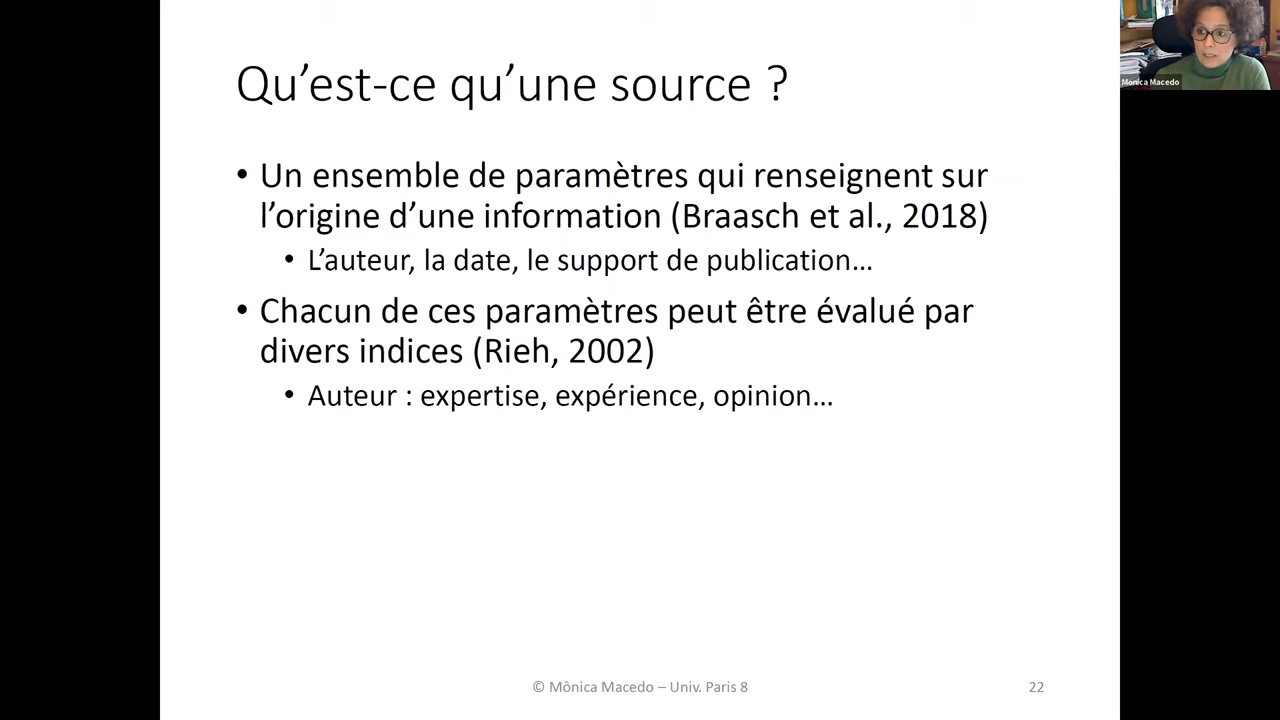 Qu’est-ce qu’une source ?
• Un ensemble de paramètres qui renseignent sur
l’origine d’une information (Braasch et al., 2018)
• L’auteur, la date, le support de publication…
• Chacun de ces paramètres peut être évalué par
divers indices (Rieh, 2002)
• Auteur : expertise, expérience, opinion…
© Mônica Macedo – Univ. Paris 8
22
Monica Macedo